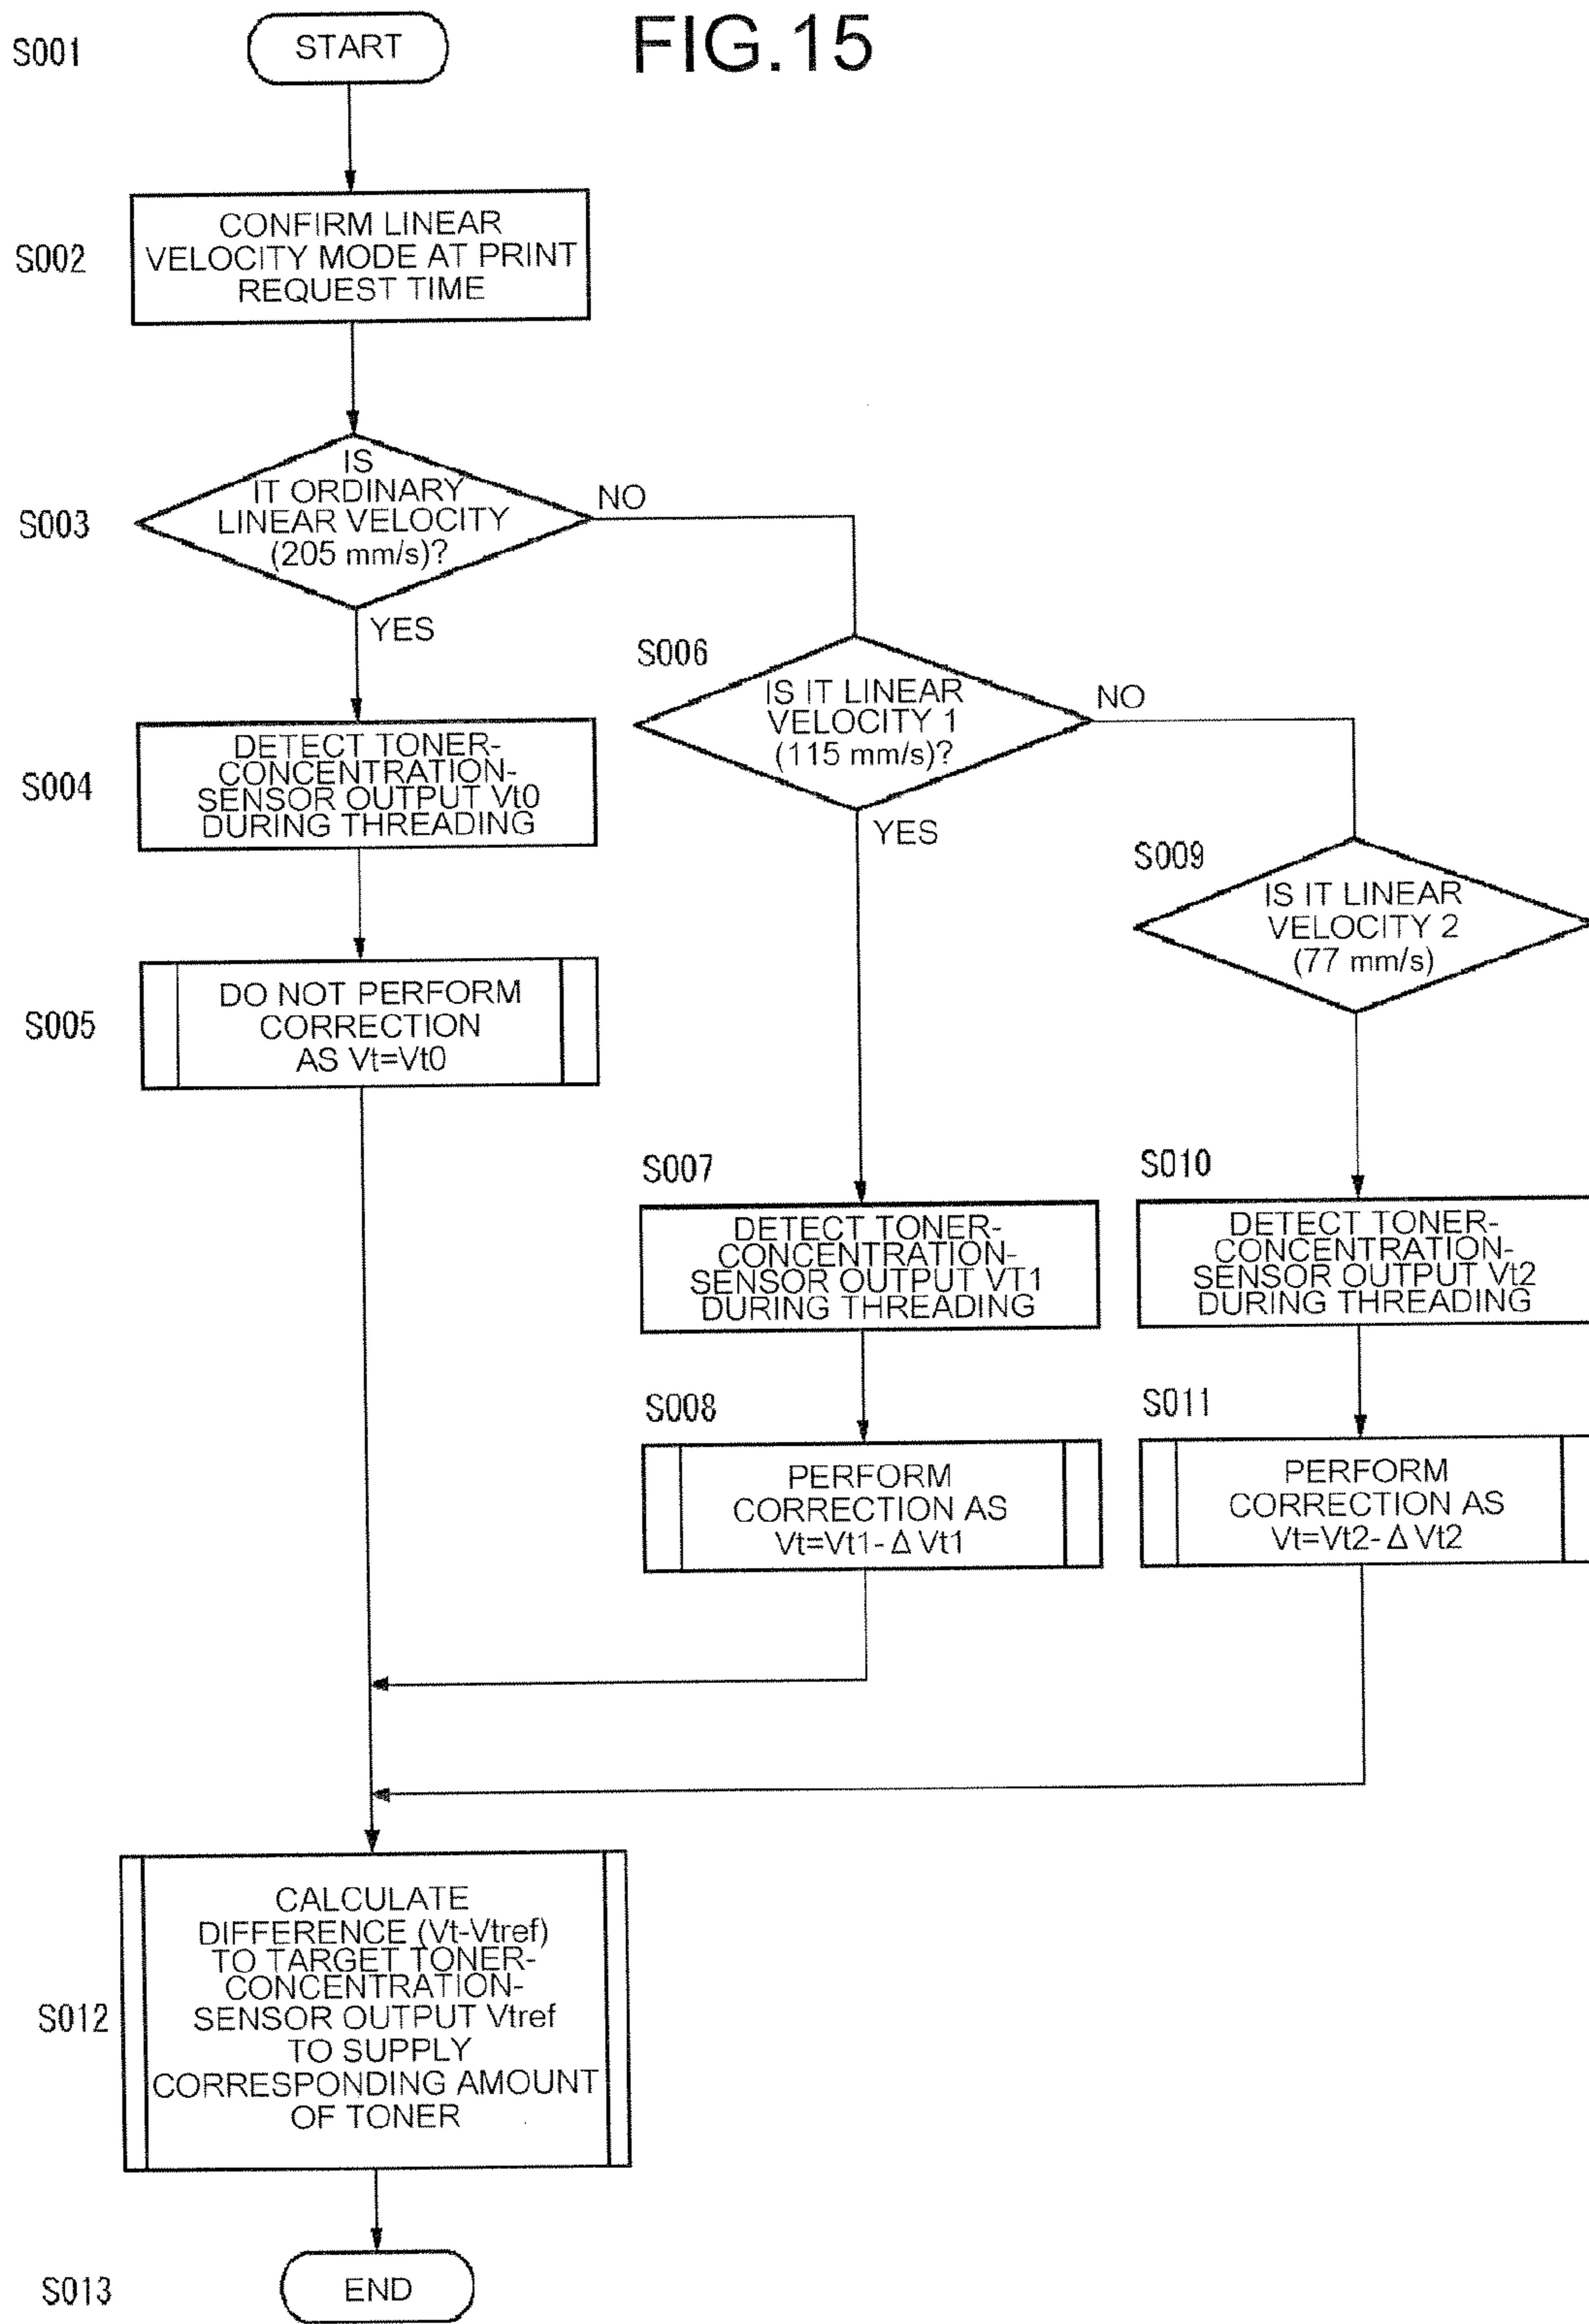 FIG.15
S001
START
S002
CONFIRM LINEAR
VELOCITY MODE AT PRINT
REQUEST TIME
S003
IS
IT ORDINARY
LINEAR VELOCITY
(205 mm/s)?
NO
YES
S004
DETECT TONER-
CONCENTRATION-
SENSOR OUTPUT Vt0
DURING THREADING
S005
DO NOT PERFORM
CORRECTION
AS Vt=Vt0
S006
IS IT LINEAR
VELOCITY 1
(115 mm/s)?
NO
YES
S007
DETECT TONER-
CONCENTRATION-
SENSOR OUTPUT VT1
DURING THREADING
S008
PERFORM
CORRECTION AS
Vt=Vt1-Δ Vt1
S009
IS IT LINEAR
VELOCITY 2
(77 mm/s)
S010
DETECT TONER-
CONCENTRATION-
SENSOR OUTPUT Vt2
DURING THREADING
S011
PERFORM
CORRECTION AS
Vt=Vt2-Δ Vt2
S012
CALCULATE
DIFFERENCE (Vt-Vtref)
TO TARGET TONER-
CONCENTRATION-
SENSOR OUTPUT Vtref
TO SUPPLY
CORRESPONDING AMOUNT
OF TONER
S013
END